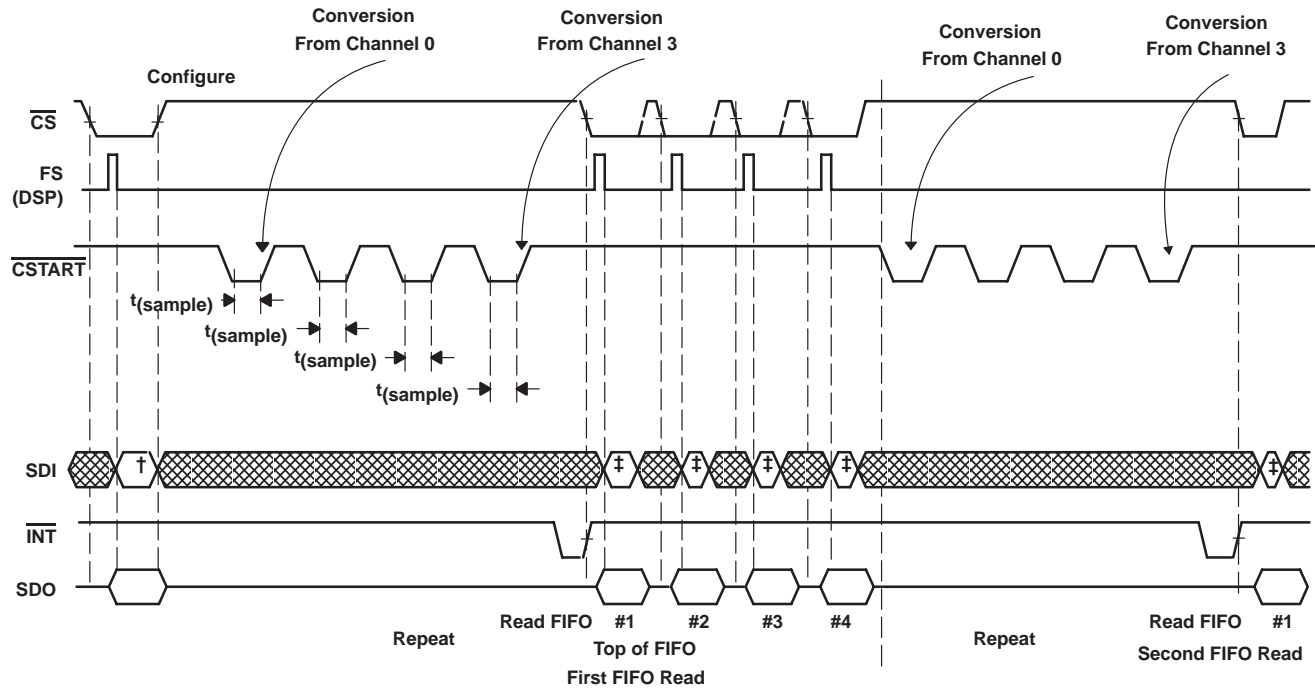 Conversion
From Channel 0
Conversion
From Channel 3
Conversion
From Channel 0
Conversion
From Channel 3
Configure
CS
FS
(DSP)
CSTART
t(sample)
t(sample)
t(sample)
t(sample)
SDI
†
‡
‡
‡
‡
‡
INT
SDO
Repeat
Read FIFO
#1
#2
#3
#4
Top of FIFO
First FIFO Read
Repeat
Read FIFO
#1
Second FIFO Read